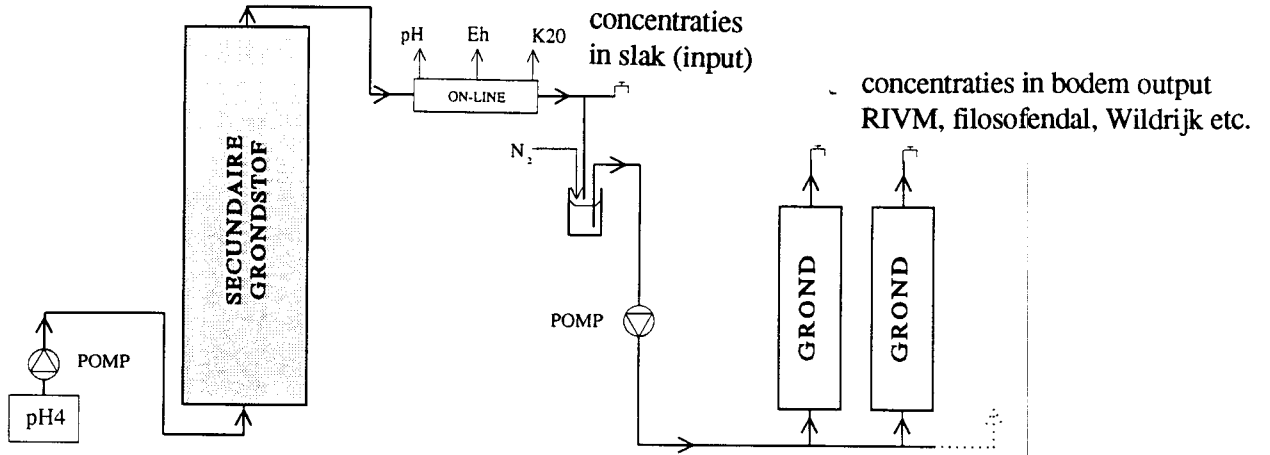 concentraties
in slak (input)
pH
Eh
K20
ON-LINE
concentraties in bodem output
RIVM, filosofendal, Wildrijk etc.
N2
SECUNDAIRE
GRONDSTOF
GROND
GROND
POMP
POMP
pH4